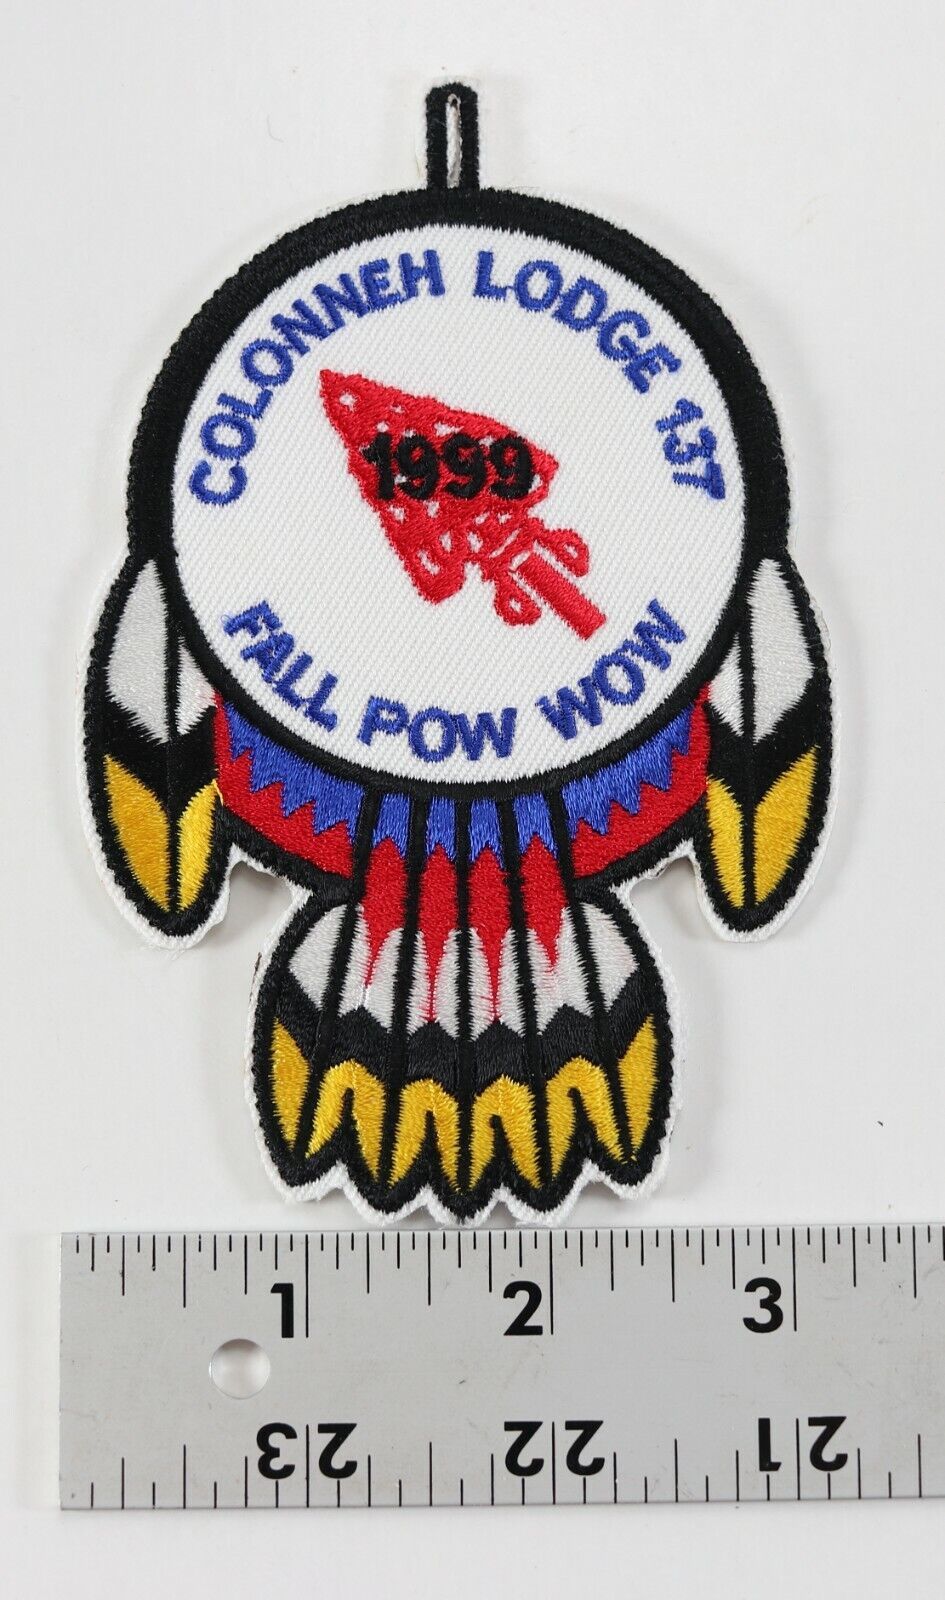 COLONNEH LODGE 137
1999
FALL POW WOW
1 2 3
23 22 21